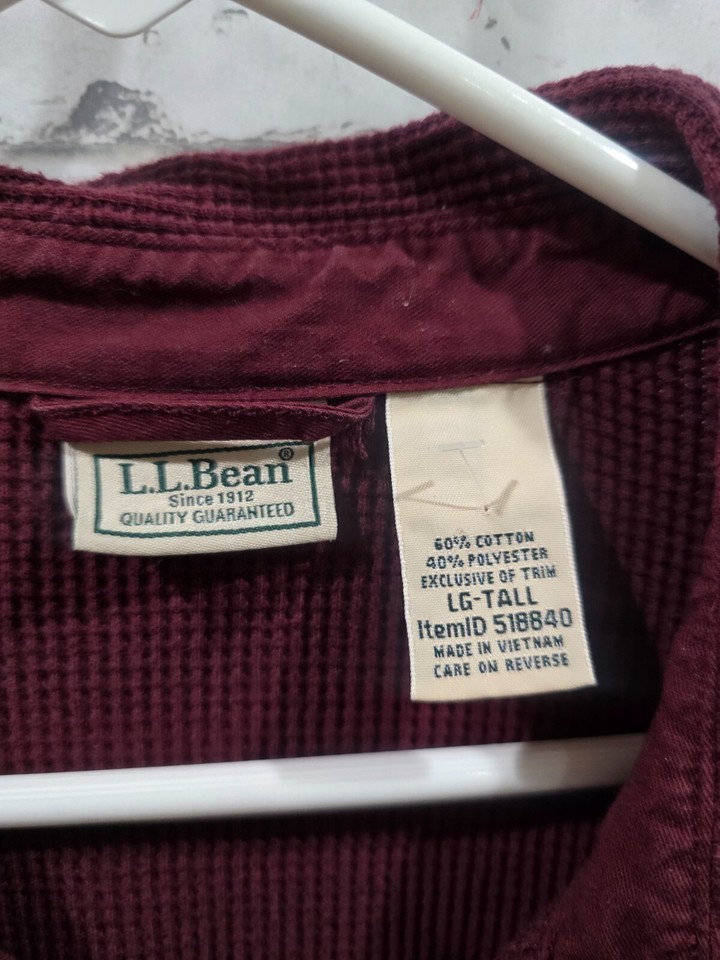 L.L.Bean®
Since 1912
QUALITY GUARANTEED
60% COTTON
40% POLYESTER
EXCLUSIVE OF TRIM
LG-TALL
ItemID 518840
MADE IN VIETNAM
CARE ON REVERSE